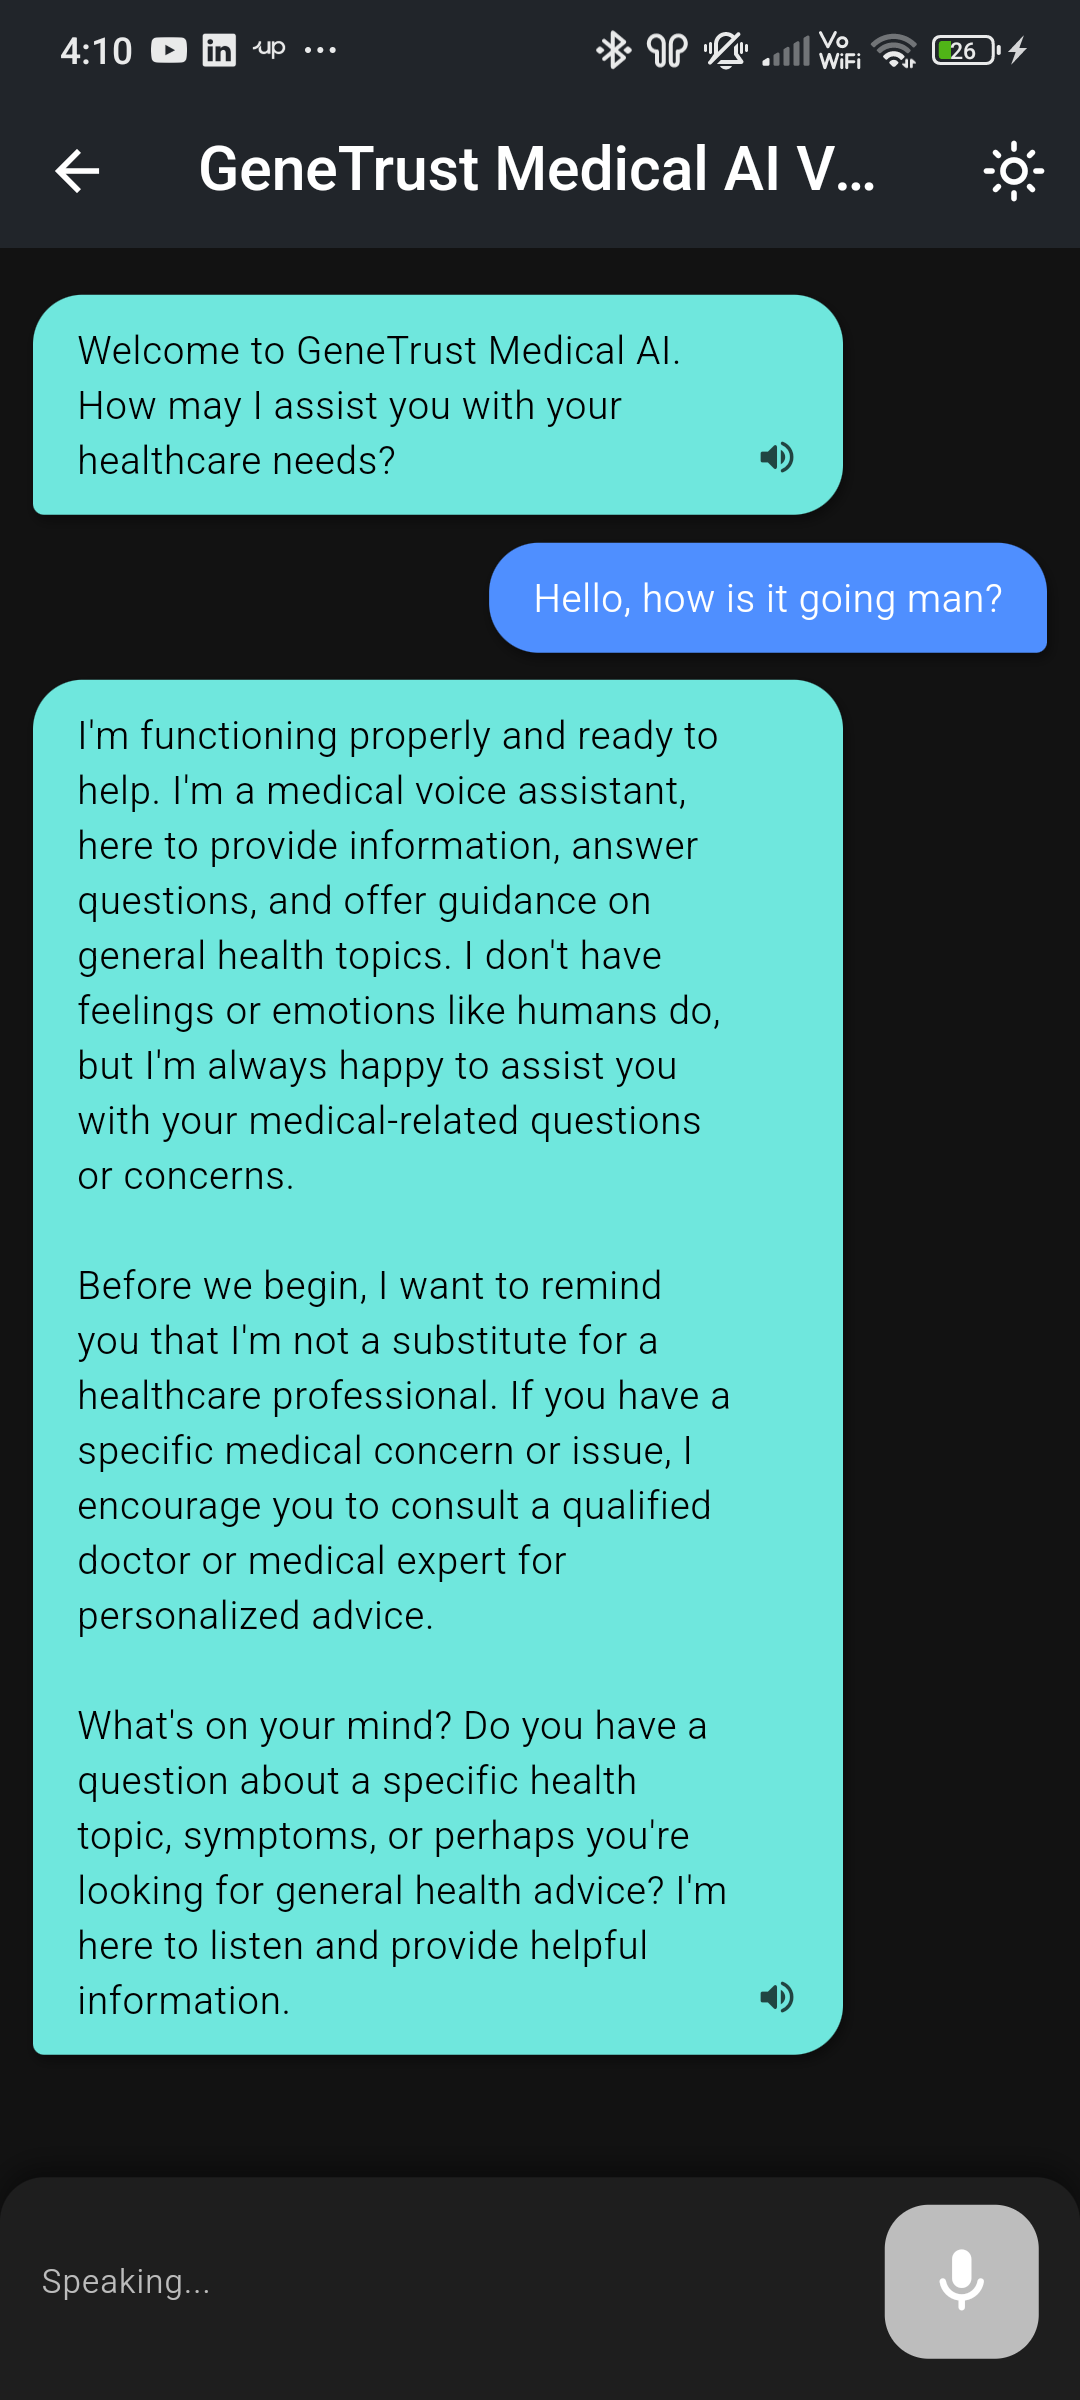 4:10 in up ... Vo WiFi 26
GeneTrust Medical AI V...
Welcome to GeneTrust Medical AI.
How may I assist you with your
healthcare needs?
Hello, how is it going man?
I'm functioning properly and ready to
help. I'm a medical voice assistant,
here to provide information, answer
questions, and offer guidance on
general health topics. I don't have
feelings or emotions like humans do,
but I'm always happy to assist you
with your medical-related questions
or concerns.
Before we begin, I want to remind
you that I'm not a substitute for a
healthcare professional. If you have a
specific medical concern or issue, I
encourage you to consult a qualified
doctor or medical expert for
personalized advice.
What's on your mind? Do you have a
question about a specific health
topic, symptoms, or perhaps you're
looking for general health advice? I'm
here to listen and provide helpful
information.
Speaking...